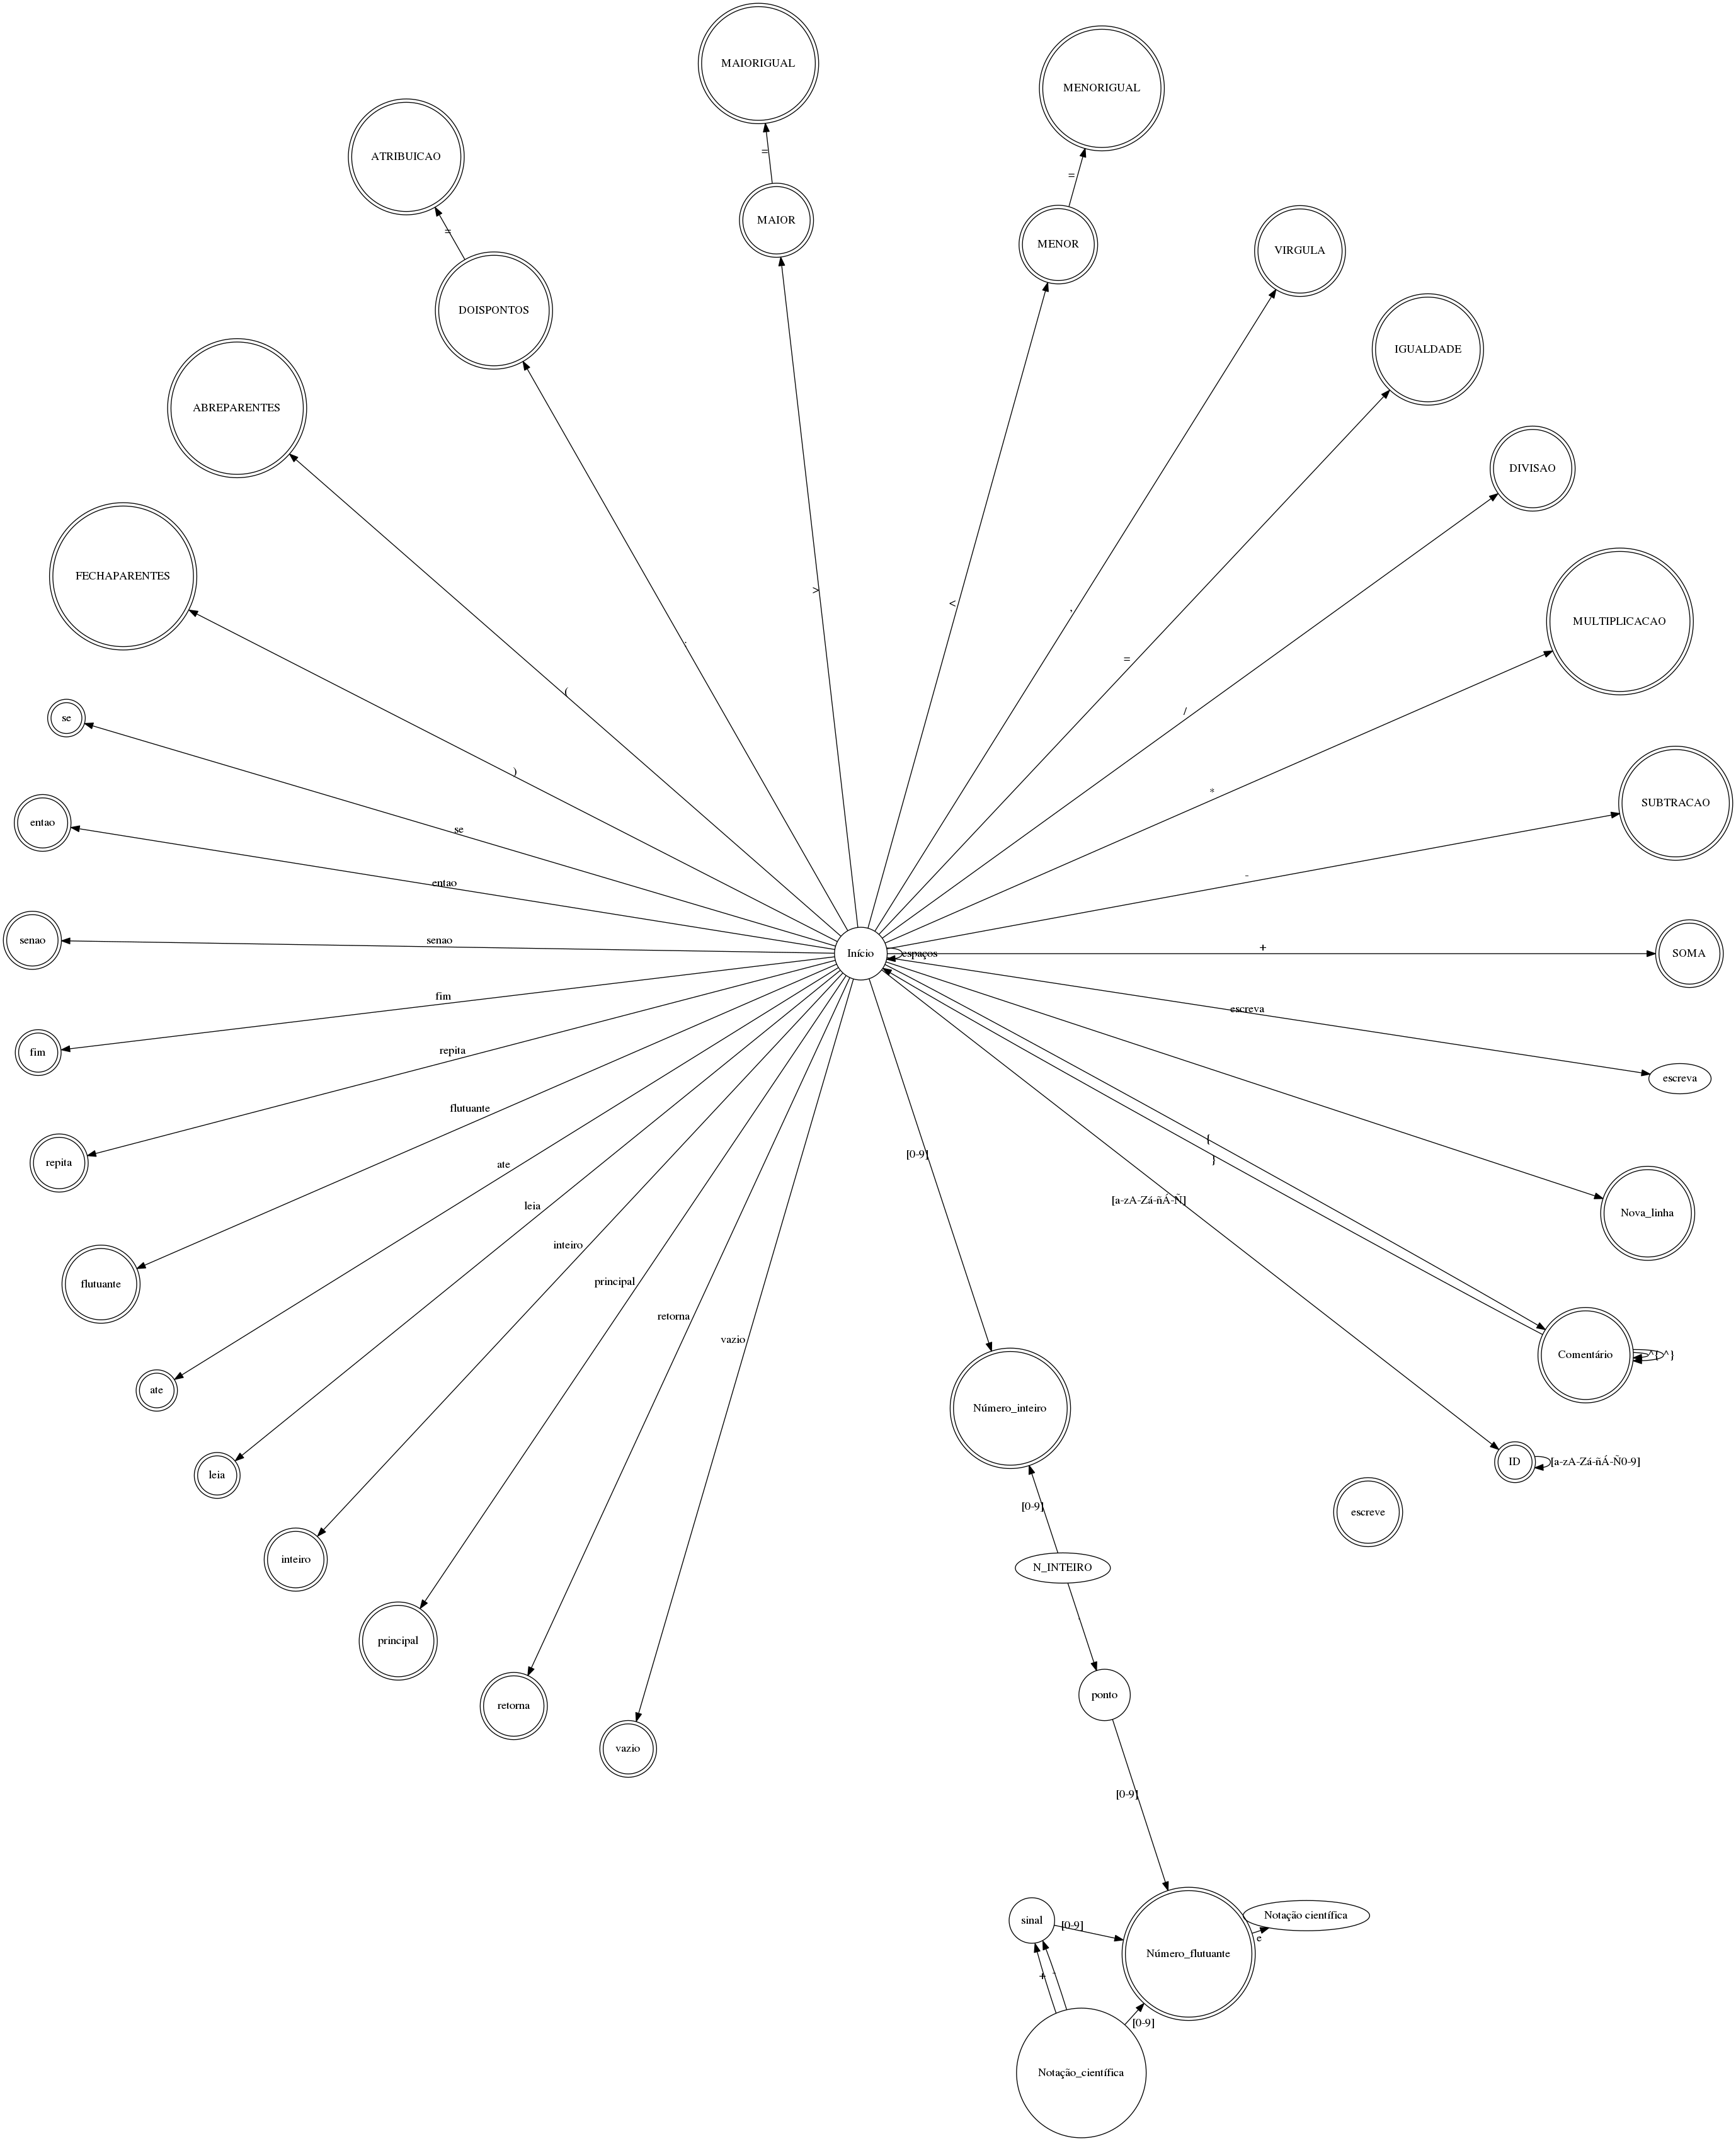 MAIORIGUAL
MENORIGUAL
ATRIBUICAO
=
=
MAIOR
=
MENOR
VIRGULA
DOISPONTOS
IGUALDADE
ABREPARENTES
DIVISAO
FECHAPARENTES
>
<
,
MULTIPLICACAO
=
(
/
se
)
*
SUBTRACAO
entao
se
entao
-
senao
senao
+
Início
espaços
SOMA
fim
escreva
fim
repita
escreva
flutuante
{
[0-9]
}
repita
ate
leia
[a-zA-Zá-ñÁ-Ñ]
Nova_linha
inteiro
flutuante
principal
retorna
vazio
Comentário
^{
^}
ate
Número_inteiro
leia
ID
[a-zA-Zá-ñÁ-Ñ0-9]
[0-9]
escreve
inteiro
N_INTEIRO
principal
ponto
retorna
vazio
[0-9]
sinal
[0-9]
Notação científica
e
Número_flutuante
+
-
[0-9]
Notação_científica